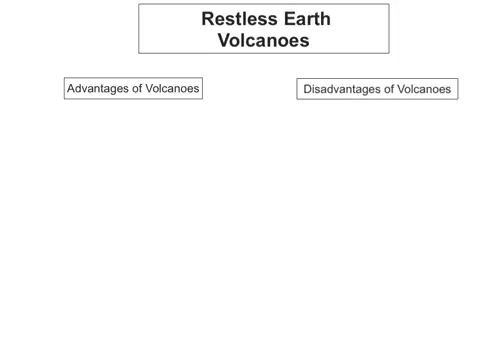 Restless Earth
Volcanoes
Advantages of Volcanoes
Disadvantages of Volcanoes